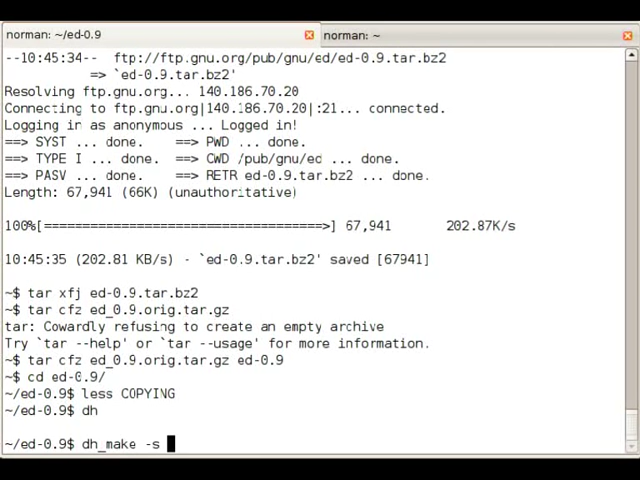 norman: ~/ed-0.9
norman: ~
--10:45:34--  ftp://ftp.gnu.org/pub/gnu/ed/ed-0.9.tar.bz2
           => `ed-0.9.tar.bz2'
Resolving ftp.gnu.org... 140.186.70.20
Connecting to ftp.gnu.org|140.186.70.20|:21... connected.
Logging in as anonymous ... Logged in!
==> SYST ... done.    ==> PWD ... done.
==> TYPE I ... done.  ==> CWD /pub/gnu/ed ... done.
==> PASV ... done.    ==> RETR ed-0.9.tar.bz2 ... done.
Length: 67,941 (66K) (unauthoritative)
100%[=====================================>] 67,941       202.87K/s
10:45:35 (202.81 KB/s) - `ed-0.9.tar.bz2' saved [67941]
~$ tar xfj ed-0.9.tar.bz2
~$ tar cfz ed_0.9.orig.tar.gz
tar: Cowardly refusing to create an empty archive
Try `tar --help' or `tar --usage' for more information.
~$ tar cfz ed_0.9.orig.tar.gz ed-0.9
~$ cd ed-0.9/
~/ed-0.9$ less COPYING
~/ed-0.9$ dh
~/ed-0.9$ dh_make -s